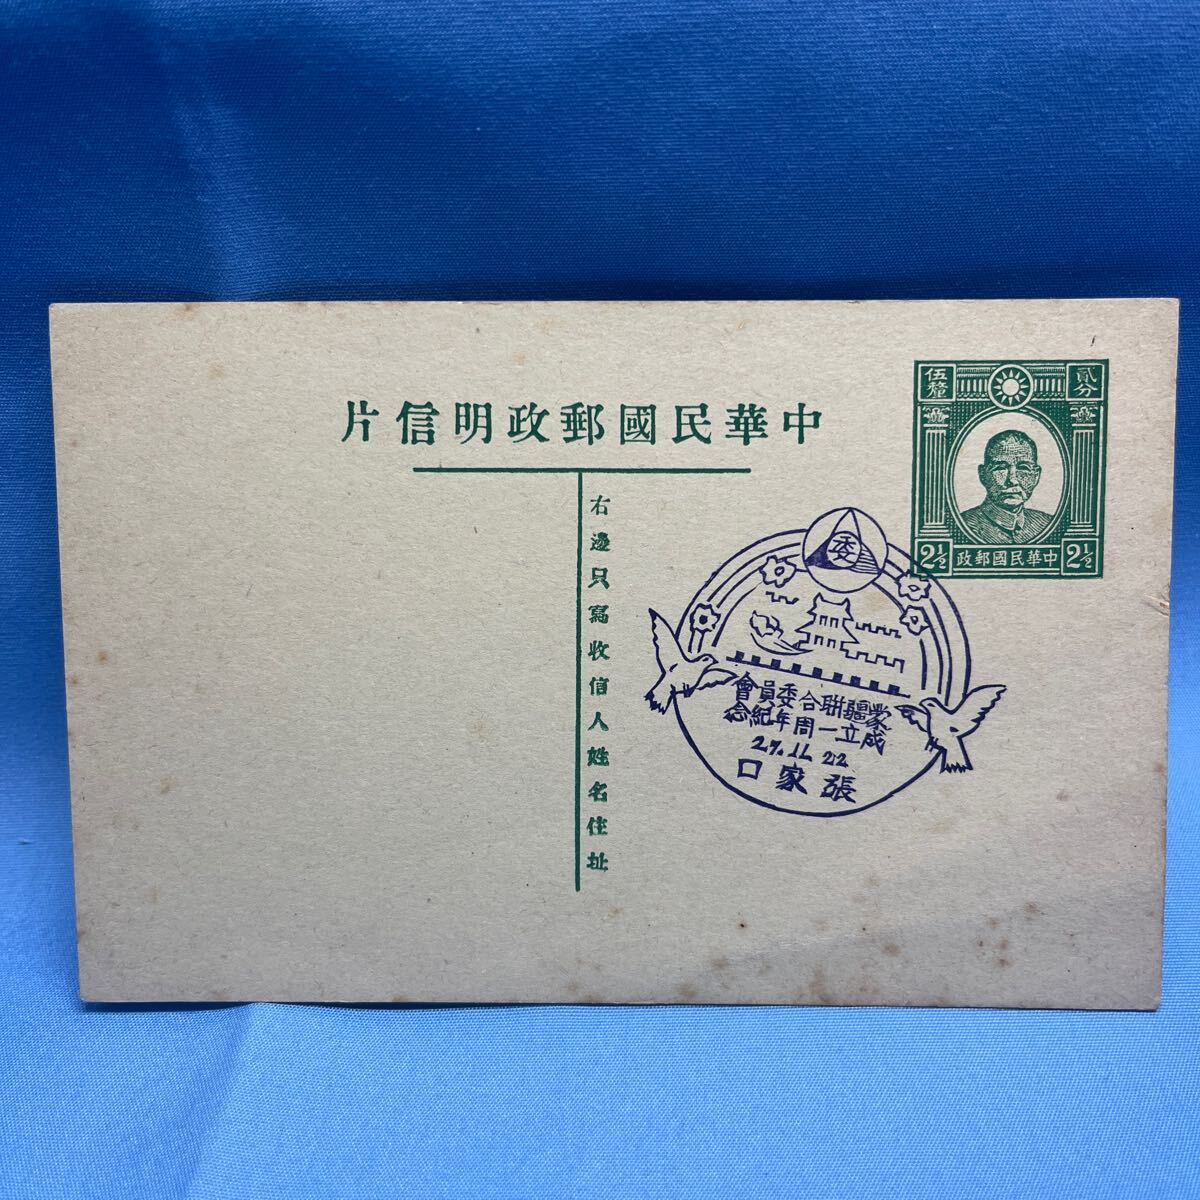 中華民國郵政明信片
伍釐
貳分
2½
中華民國郵政
2½
右邊只寫收信人姓名住址
委
蒙疆聯合委員會
成立一周年紀念
27.11.22
張家口